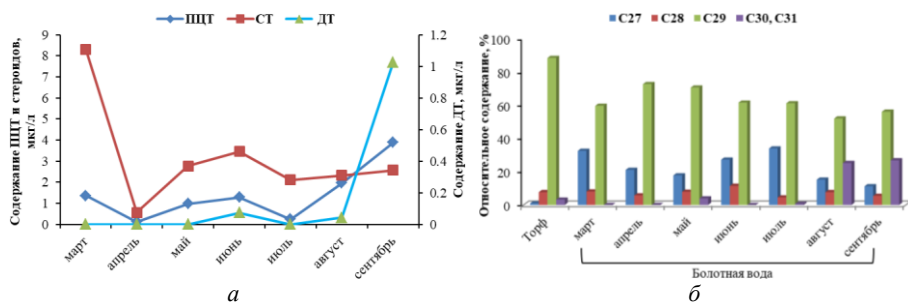 ПЦТ СТ ДТ
Содержание ПЦТ и стероидов, мкг/л
9
8
7
6
5
4
3
2
1
0
1.2
1
0.8
0.6
0.4
0.2
0
Содержание ДТ, мкг/л
март апрель май июнь июль август сентябрь
а
С27 С28 С29 С30, С31
Относительное содержание, %
100
80
60
40
20
0
Торф март апрель май июнь июль август сентябрь
Болотная вода
б